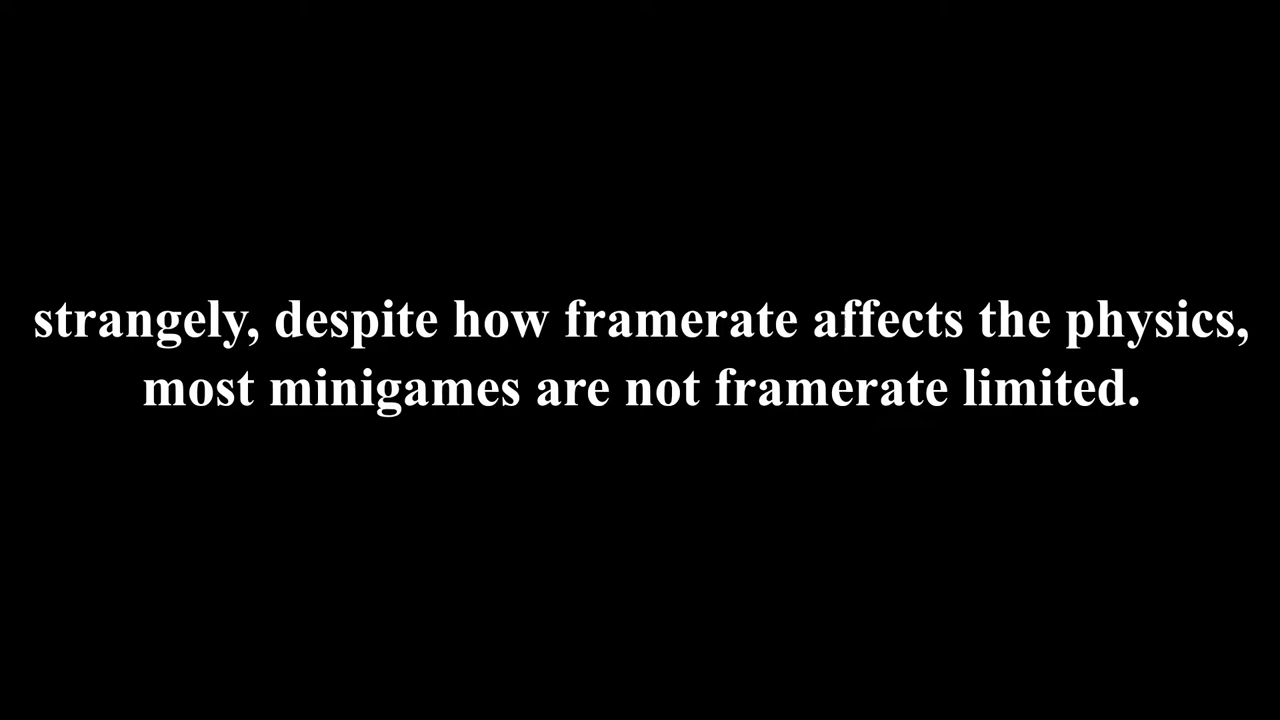 strangely, despite how framerate affects the physics,
most minigames are not framerate limited.